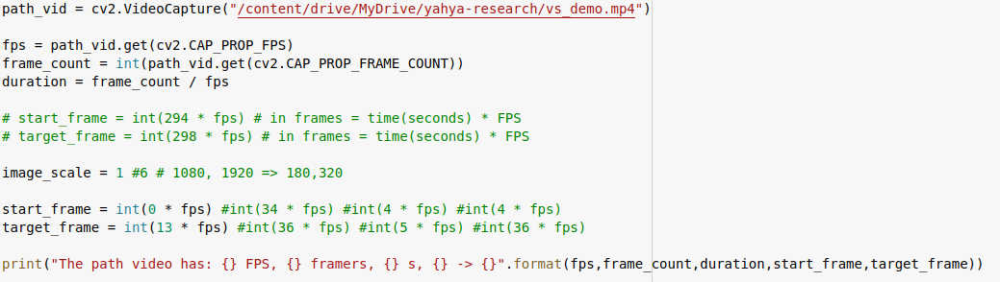 path_vid = cv2.VideoCapture("/content/drive/MyDrive/yahya-research/vs_demo.mp4")
fps = path_vid.get(cv2.CAP_PROP_FPS)
frame_count = int(path_vid.get(cv2.CAP_PROP_FRAME_COUNT))
duration = frame_count / fps
# start_frame = int(294 * fps) # in frames = time(seconds) * FPS
# target_frame = int(298 * fps) # in frames = time(seconds) * FPS
image_scale = 1 #6 # 1080, 1920 => 180,320
start_frame = int(0 * fps) #int(34 * fps) #int(4 * fps) #int(4 * fps)
target_frame = int(13 * fps) #int(36 * fps) #int(5 * fps) #int(36 * fps)
print("The path video has: {} FPS, {} framers, {} s, {} -> {}".format(fps,frame_count,duration,start_frame,target_frame))